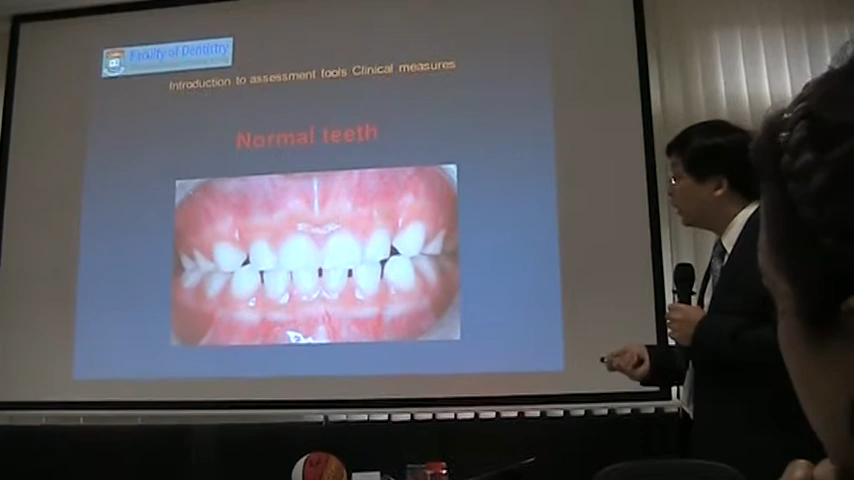 Faculty of Dentistry
Introduction to assessment tools Clinical measures
Normal teeth